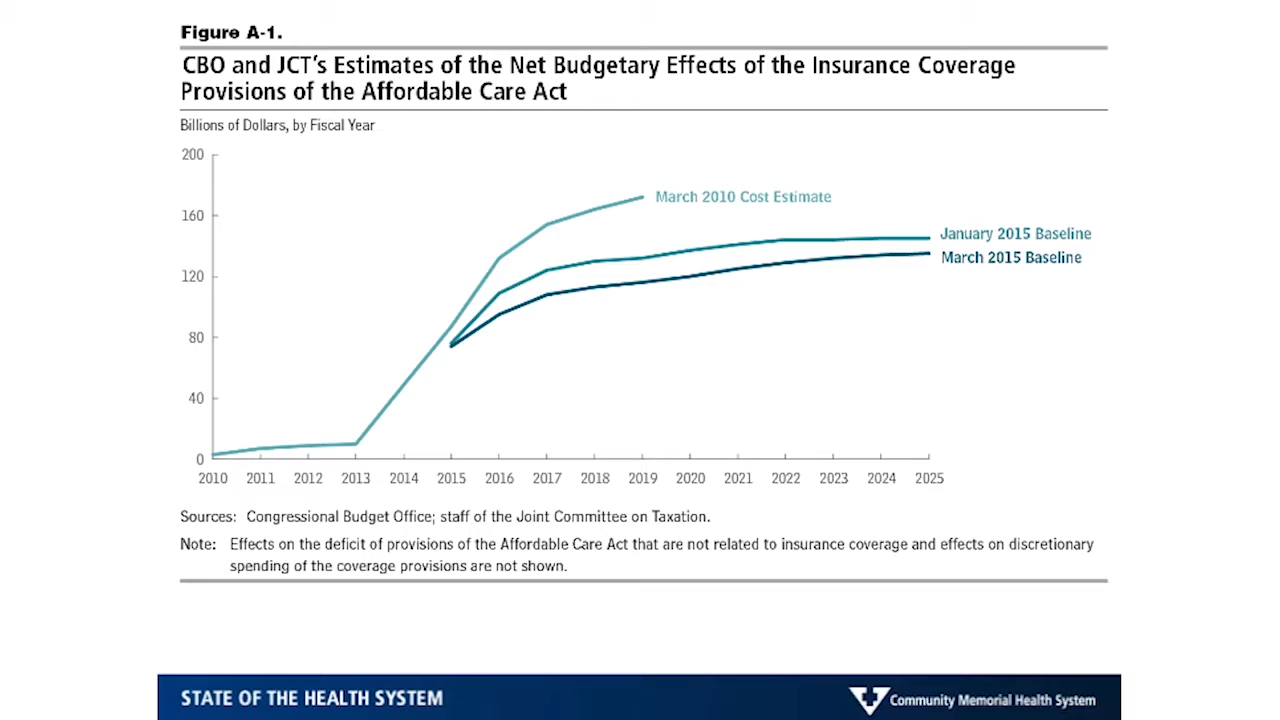 Figure A-1.
CBO and JCT's Estimates of the Net Budgetary Effects of the Insurance Coverage
Provisions of the Affordable Care Act
Billions of Dollars, by Fiscal Year
200
160
120
80
40
0
March 2010 Cost Estimate
January 2015 Baseline
March 2015 Baseline
2010 2011 2012 2013 2014 2015 2016 2017 2018 2019 2020 2021 2022 2023 2024 2025
Sources: Congressional Budget Office; staff of the Joint Committee on Taxation.
Note: Effects on the deficit of provisions of the Affordable Care Act that are not related to insurance coverage and effects on discretionary
spending of the coverage provisions are not shown.
STATE OF THE HEALTH SYSTEM
Community Memorial Health System